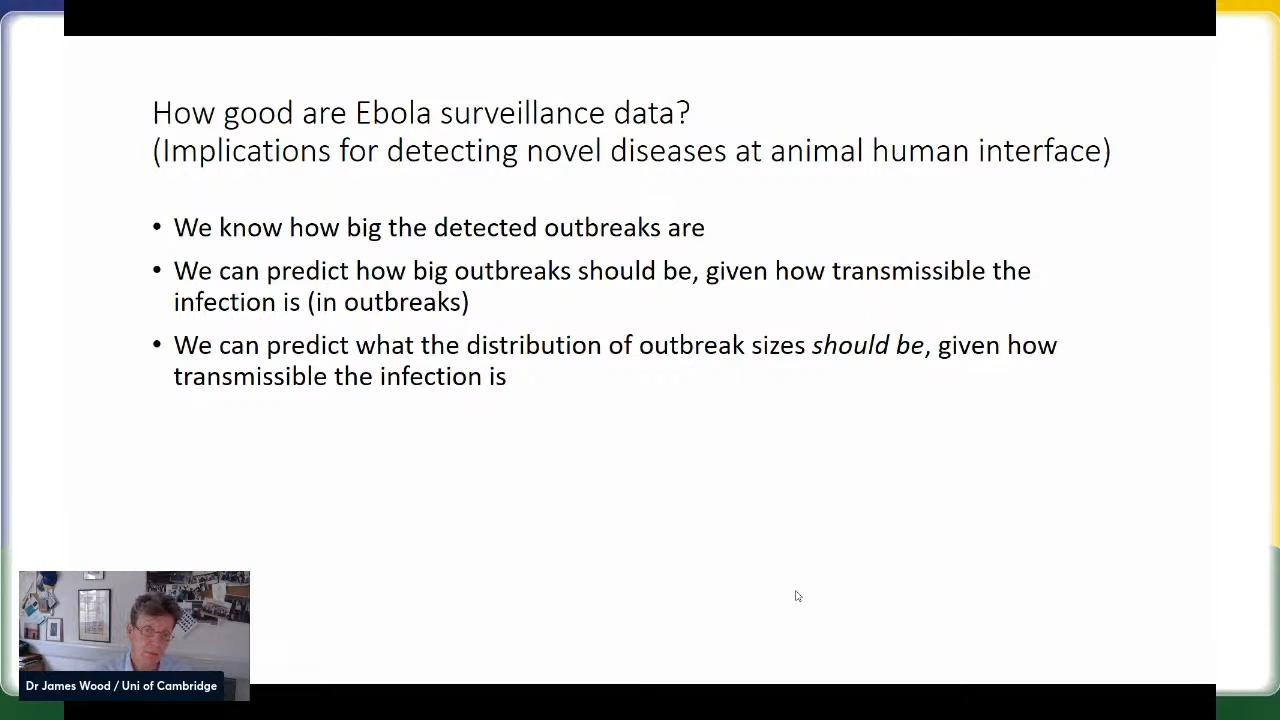 How good are Ebola surveillance data?
(Implications for detecting novel diseases at animal human interface)
• We know how big the detected outbreaks are
• We can predict how big outbreaks should be, given how transmissible the
infection is (in outbreaks)
• We can predict what the distribution of outbreak sizes should be, given how
transmissible the infection is
Dr James Wood / Uni of Cambridge